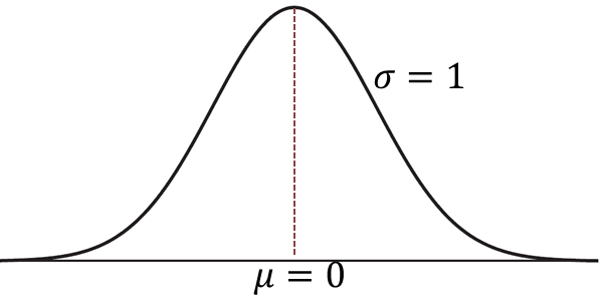 σ = 1
μ = 0